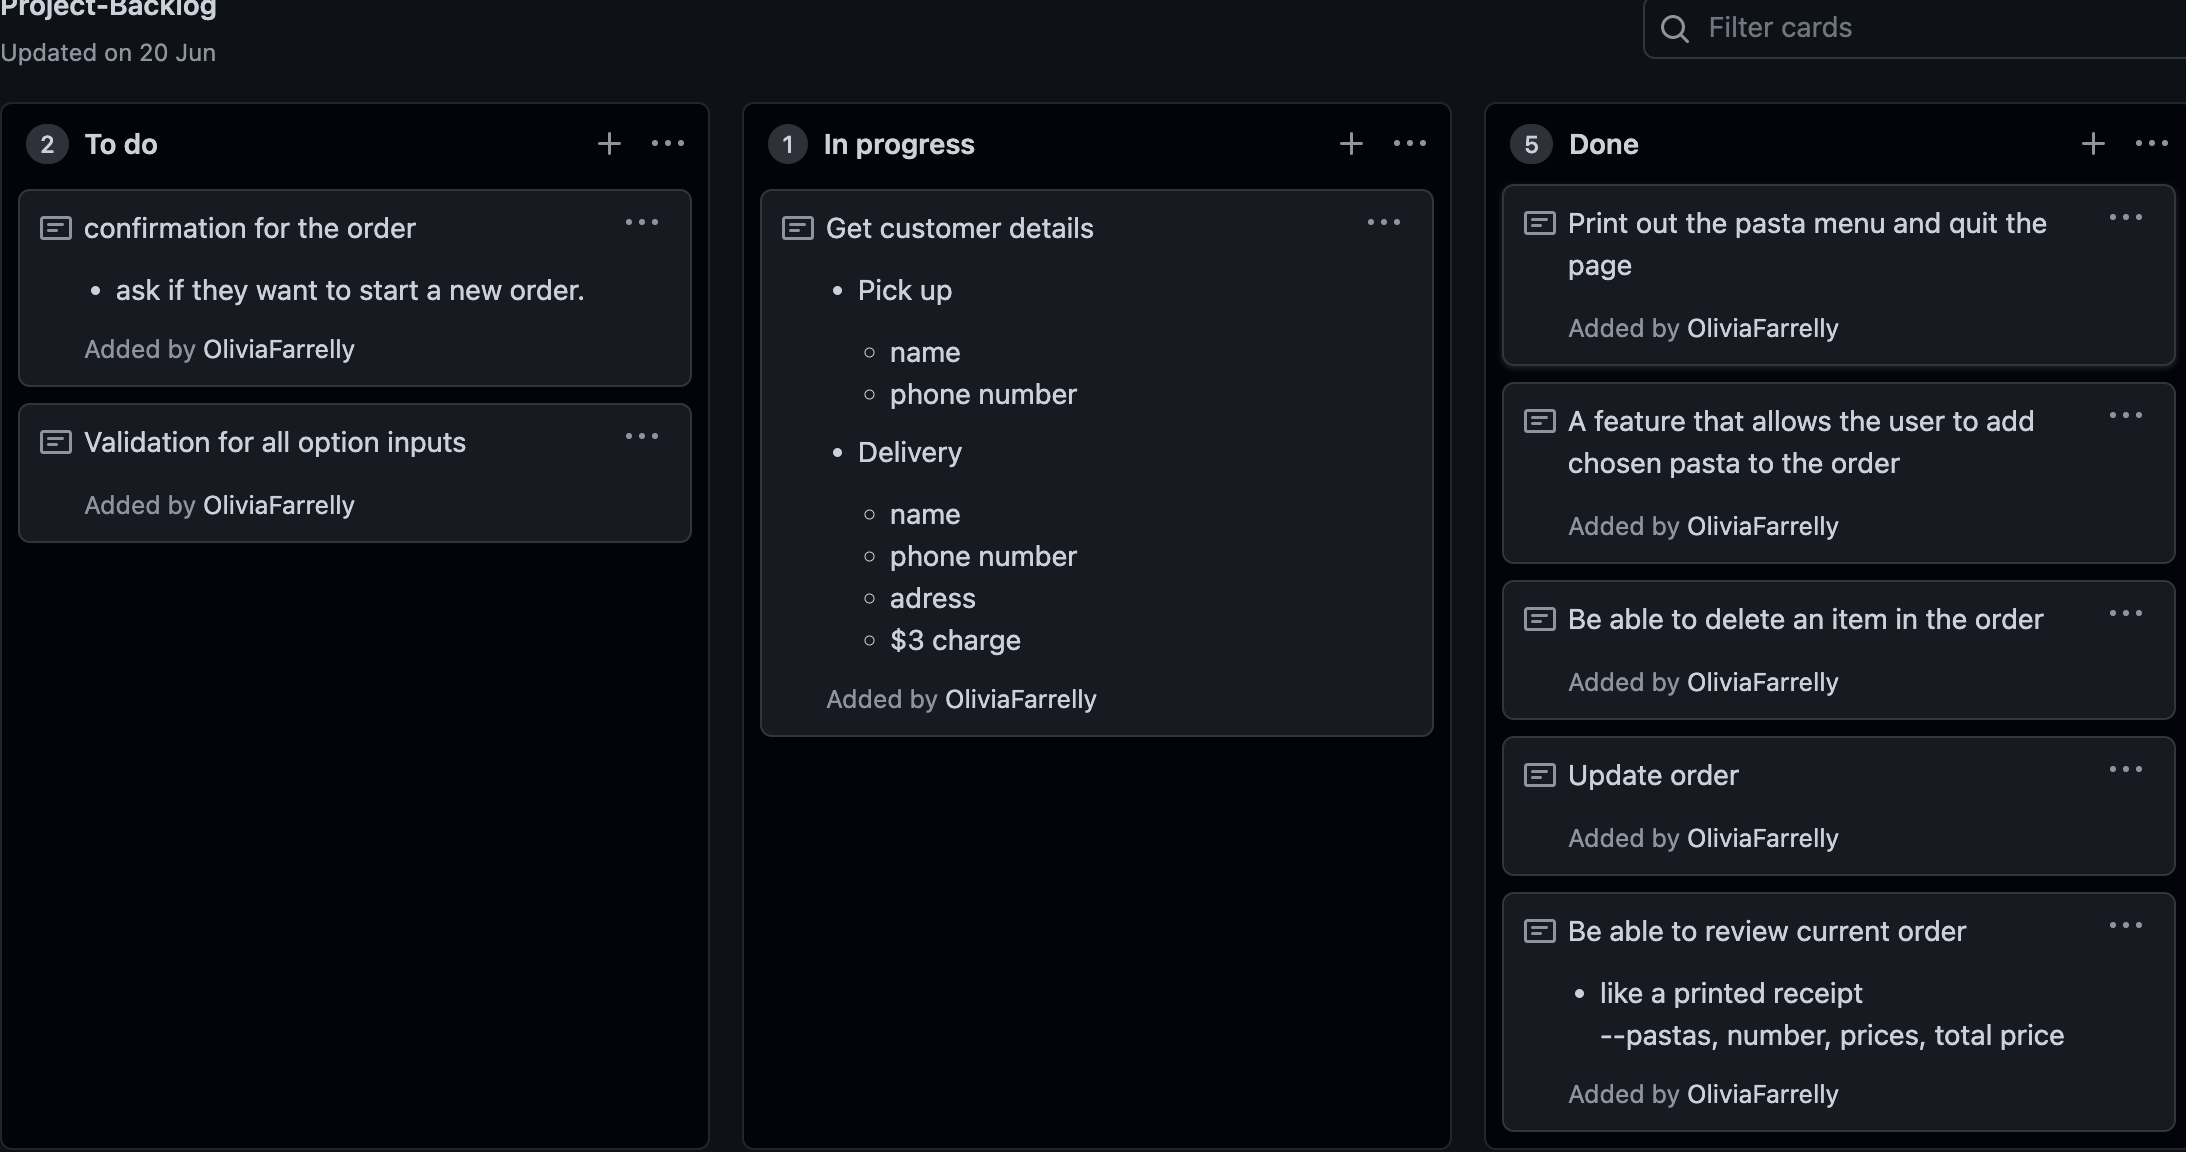 Project-Backlog
Updated on 20 Jun
Filter cards
2 To do
confirmation for the order
• ask if they want to start a new order.
Added by OliviaFarrelly
Validation for all option inputs
Added by OliviaFarrelly
1 In progress
Get customer details
• Pick up
◦ name
◦ phone number
• Delivery
◦ name
◦ phone number
◦ adress
◦ $3 charge
Added by OliviaFarrelly
5 Done
Print out the pasta menu and quit the
page
Added by OliviaFarrelly
A feature that allows the user to add
chosen pasta to the order
Added by OliviaFarrelly
Be able to delete an item in the order
Added by OliviaFarrelly
Update order
Added by OliviaFarrelly
Be able to review current order
• like a printed receipt
--pastas, number, prices, total price
Added by OliviaFarrelly